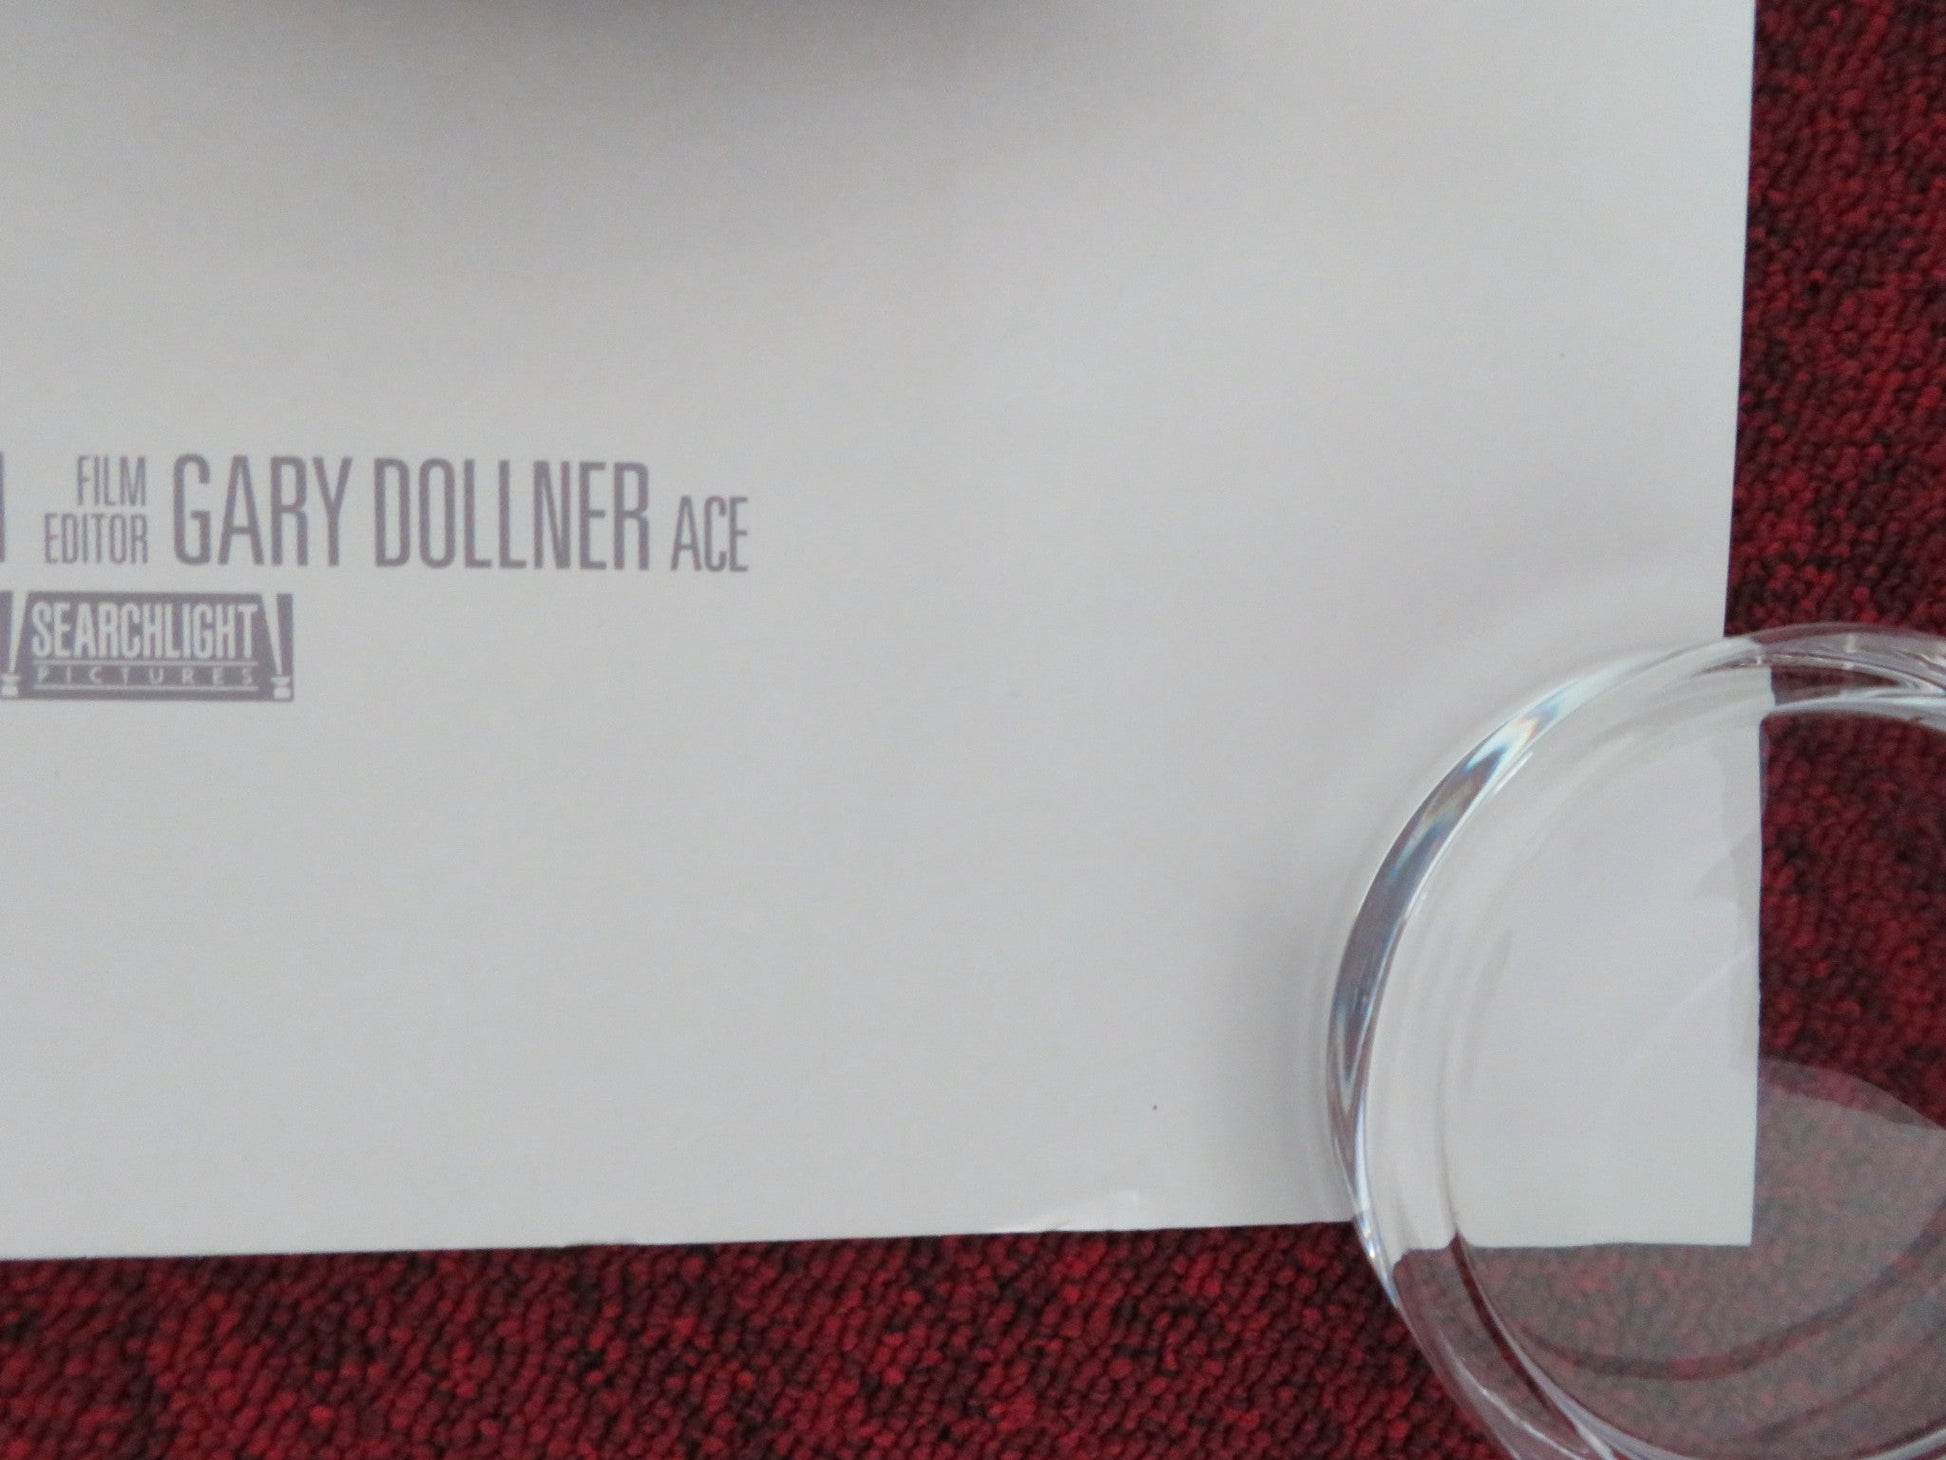 FILM
EDITOR GARY DOLLNER ACE
SEARCHLIGHT
PICTURES